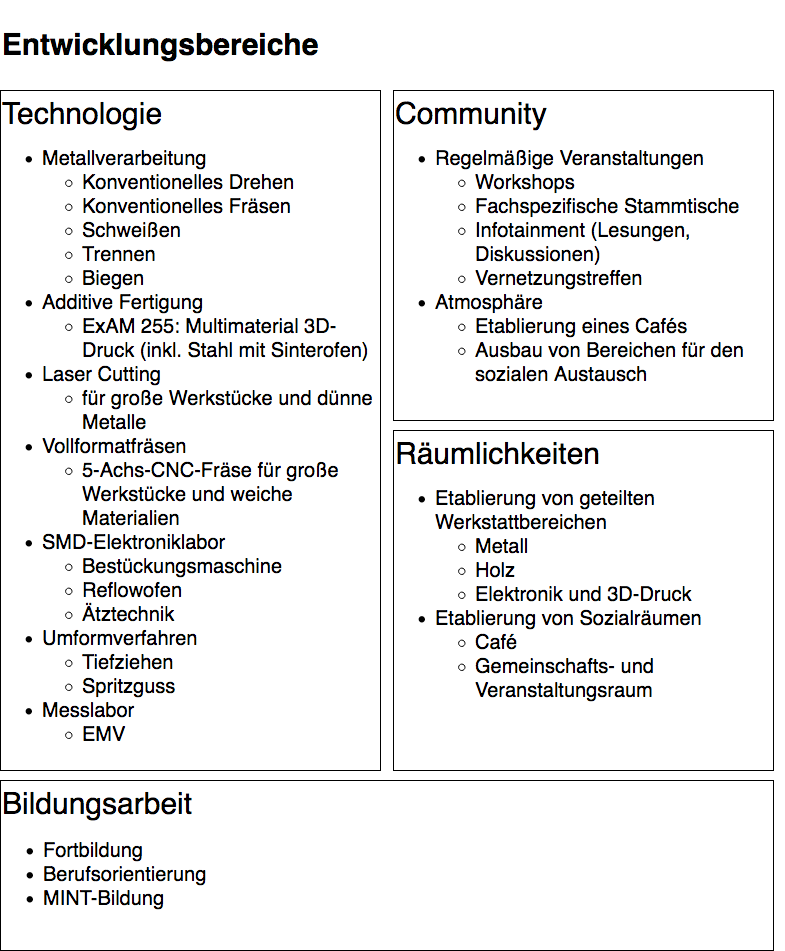 Entwicklungsbereiche
Technologie
• Metallverarbeitung
◦ Konventionelles Drehen
◦ Konventionelles Fräsen
◦ Schweißen
◦ Trennen
◦ Biegen
• Additive Fertigung
◦ ExAM 255: Multimaterial 3D-
Druck (inkl. Stahl mit Sinterofen)
• Laser Cutting
◦ für große Werkstücke und dünne
Metalle
• Vollformatfräsen
◦ 5-Achs-CNC-Fräse für große
Werkstücke und weiche
Materialien
• SMD-Elektroniklabor
◦ Bestückungsmaschine
◦ Reflowofen
◦ Ätztechnik
• Umformverfahren
◦ Tiefziehen
◦ Spritzguss
• Messlabor
◦ EMV
Community
• Regelmäßige Veranstaltungen
◦ Workshops
◦ Fachspezifische Stammtische
◦ Infotainment (Lesungen,
Diskussionen)
◦ Vernetzungstreffen
• Atmosphäre
◦ Etablierung eines Cafés
◦ Ausbau von Bereichen für den
sozialen Austausch
Räumlichkeiten
• Etablierung von geteilten
Werkstattbereichen
◦ Metall
◦ Holz
◦ Elektronik und 3D-Druck
• Etablierung von Sozialräumen
◦ Café
◦ Gemeinschafts- und
Veranstaltungsraum
Bildungsarbeit
• Fortbildung
• Berufsorientierung
• MINT-Bildung